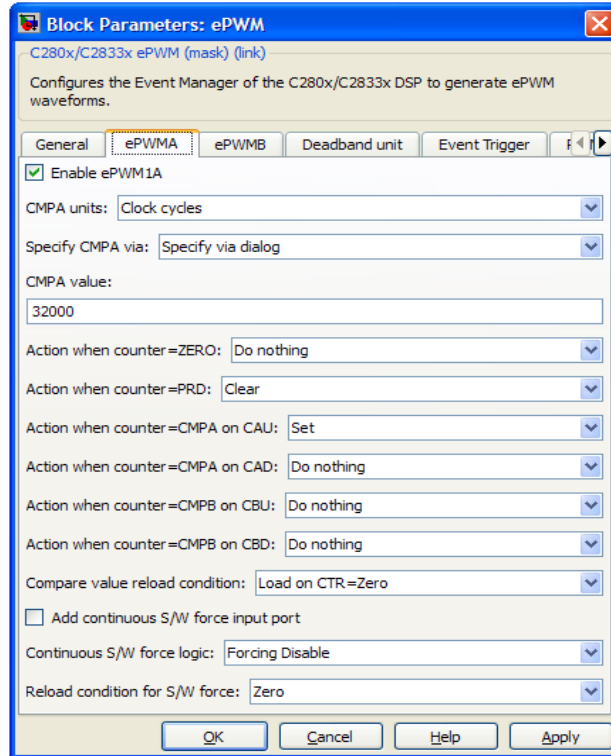 Block Parameters: ePWM
C280x/C2833x ePWM (mask) (link)
Configures the Event Manager of the C280x/C2833x DSP to generate ePWM
waveforms.
General ePWMA ePWMB Deadband unit Event Trigger
Enable ePWM1A
CMPA units: Clock cycles
Specify CMPA via: Specify via dialog
CMPA value:
32000
Action when counter=ZERO: Do nothing
Action when counter=PRD: Clear
Action when counter=CMPA on CAU: Set
Action when counter=CMPA on CAD: Do nothing
Action when counter=CMPB on CBU: Do nothing
Action when counter=CMPB on CBD: Do nothing
Compare value reload condition: Load on CTR=Zero
Add continuous S/W force input port
Continuous S/W force logic: Forcing Disable
Reload condition for S/W force: Zero
OK Cancel Help Apply